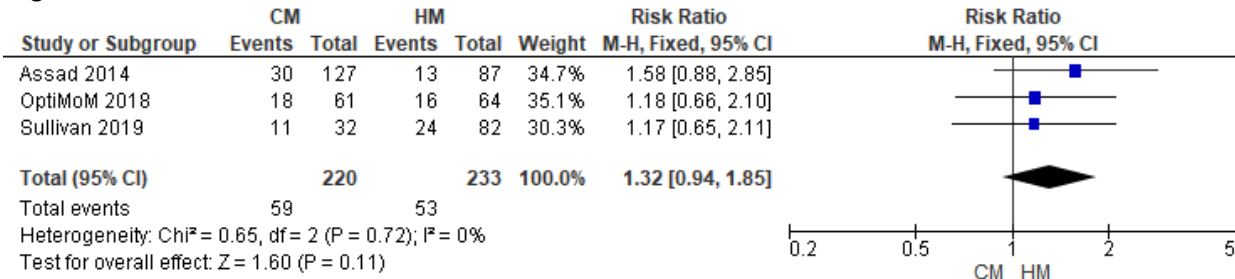 CM HM Risk Ratio Risk Ratio
Study or Subgroup Events Total Events Total Weight M-H, Fixed, 95% CI M-H, Fixed, 95% CI
Assad 2014 30 127 13 87 34.7% 1.58 [0.88, 2.85]
OptiMoM 2018 18 61 16 64 35.1% 1.18 [0.66, 2.10]
Sullivan 2019 11 32 24 82 30.3% 1.17 [0.65, 2.11]
Total (95% CI) 220 233 100.0% 1.32 [0.94, 1.85]
Total events 59 53
Heterogeneity: Chi² = 0.65, df = 2 (P = 0.72); I² = 0%
Test for overall effect: Z = 1.60 (P = 0.11)
0.2 0.5 1 2 5
CM HM